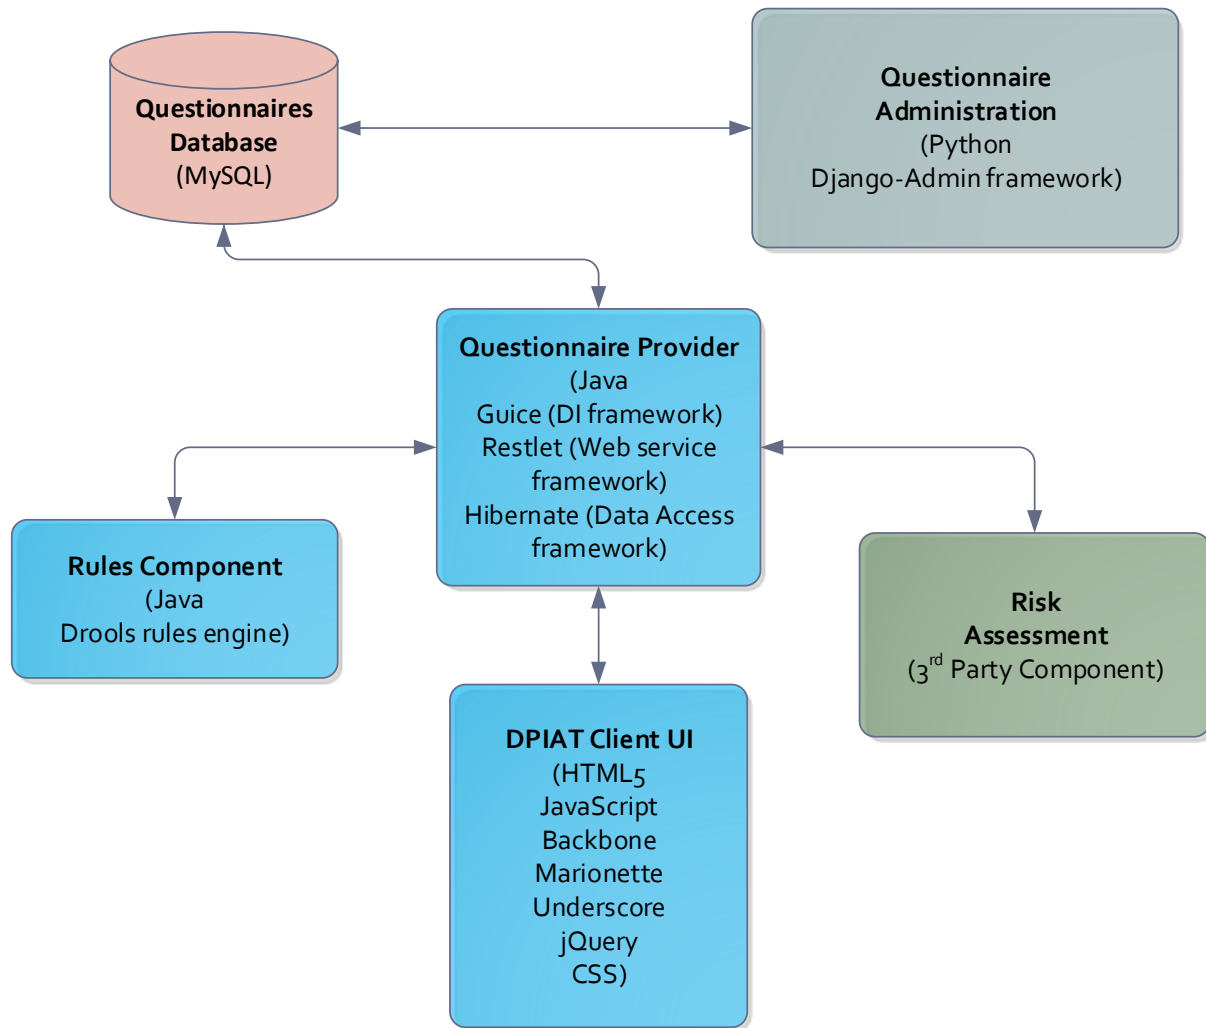 Questionnaires
Database
(MySQL)
Questionnaire
Administration
(Python
Django-Admin framework)
Questionnaire Provider
(Java
Guice (DI framework)
Restlet (Web service
framework)
Hibernate (Data Access
framework)
Rules Component
(Java
Drools rules engine)
Risk
Assessment
(3rd Party Component)
DPIAT Client UI
(HTML5
JavaScript
Backbone
Marionette
Underscore
jQuery
CSS)